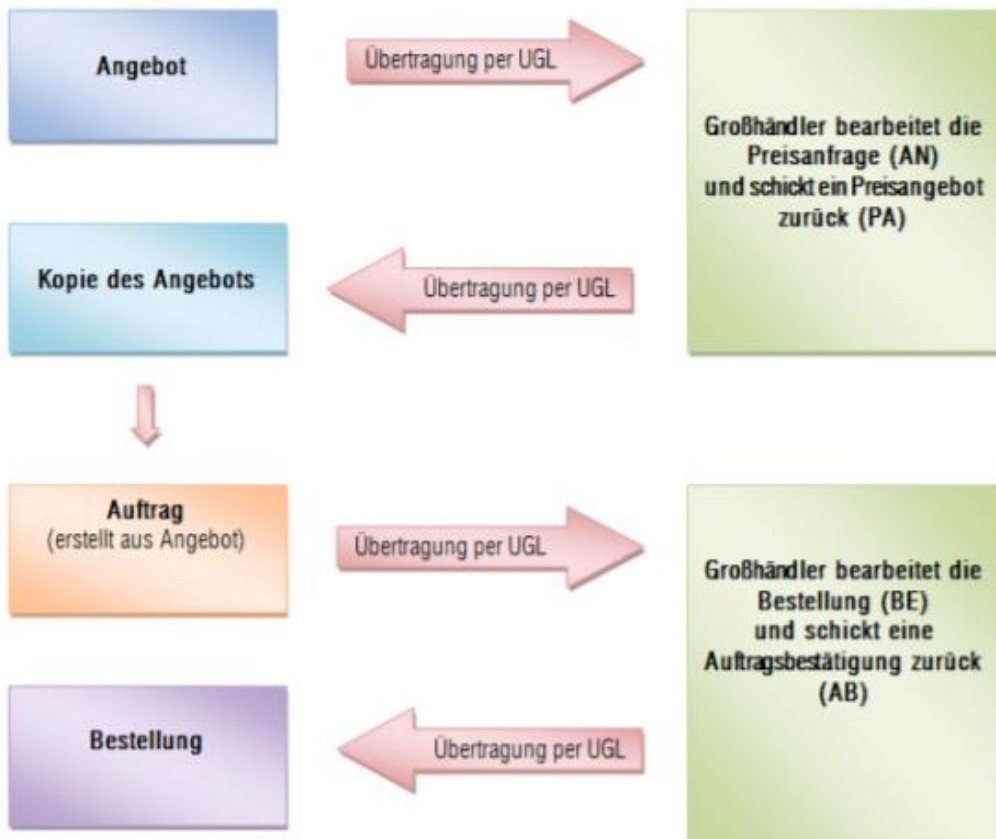 Angebot
Übertragung per UGL
Großhändler bearbeitet die
Preisanfrage (AN)
und schickt ein Preisangebot
zurück (PA)
Kopie des Angebots
Übertragung per UGL
Auftrag
(erstellt aus Angebot)
Übertragung per UGL
Großhändler bearbeitet die
Bestellung (BE)
und schickt eine
Auftragsbestätigung zurück
(AB)
Bestellung
Übertragung per UGL